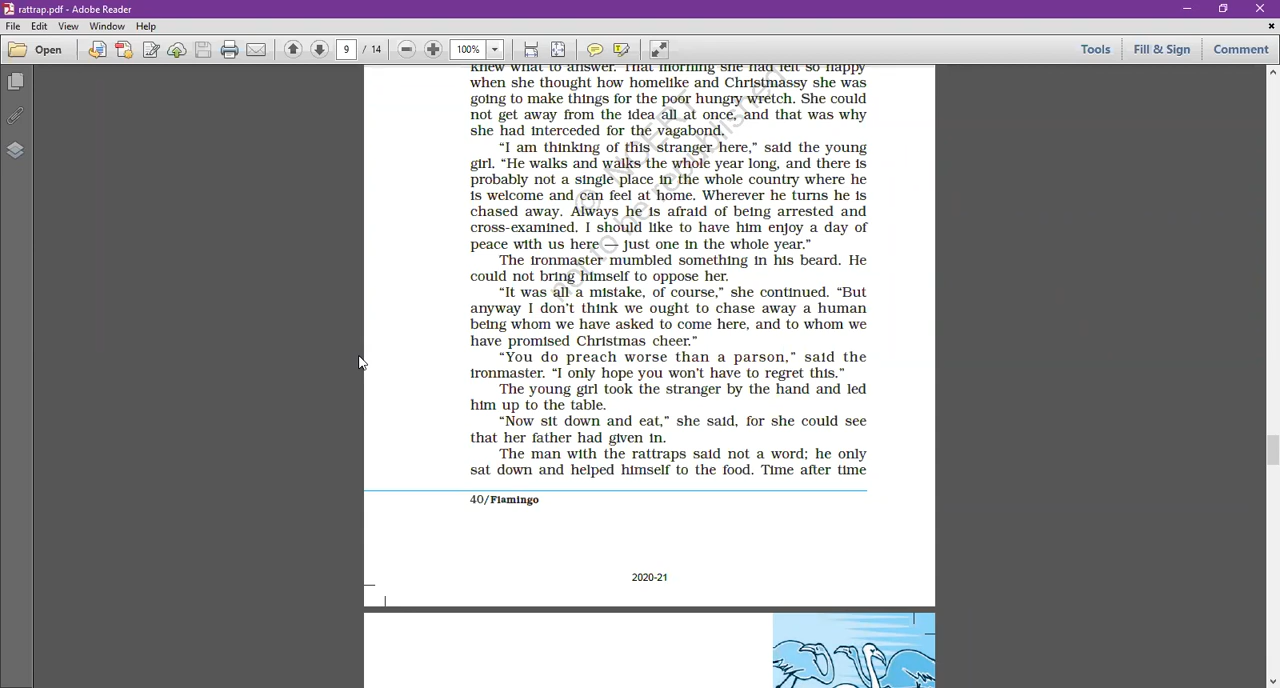 rattrap.pdf - Adobe Reader
File Edit View Window Help
Open 9 / 14 100% Tools Fill & Sign Comment
knew what to answer. That morning she had felt so happy
when she thought how homelike and Christmassy she was
going to make things for the poor hungry wretch. She could
not get away from the idea all at once, and that was why
she had interceded for the vagabond.
“I am thinking of this stranger here,” said the young
girl. “He walks and walks the whole year long, and there is
probably not a single place in the whole country where he
is welcome and can feel at home. Wherever he turns he is
chased away. Always he is afraid of being arrested and
cross-examined. I should like to have him enjoy a day of
peace with us here — just one in the whole year.”
The ironmaster mumbled something in his beard. He
could not bring himself to oppose her.
“It was all a mistake, of course,” she continued. “But
anyway I don’t think we ought to chase away a human
being whom we have asked to come here, and to whom we
have promised Christmas cheer.”
“You do preach worse than a parson,” said the
ironmaster. “I only hope you won’t have to regret this.”
The young girl took the stranger by the hand and led
him up to the table.
“Now sit down and eat,” she said, for she could see
that her father had given in.
The man with the rattraps said not a word; he only
sat down and helped himself to the food. Time after time
© NCERT
not to be republished
40/Flamingo
2020-21